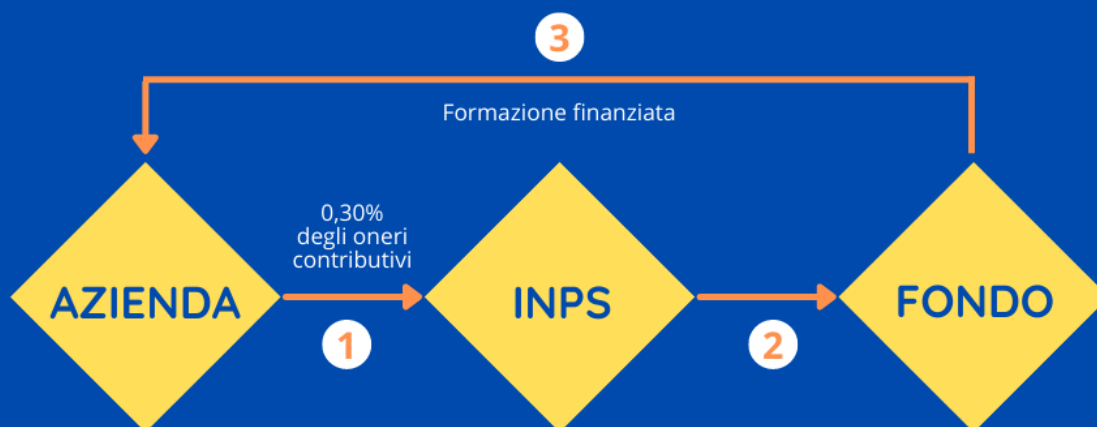 3
Formazione finanziata
0,30%
degli oneri
contributivi
AZIENDA
INPS
FONDO
1
2